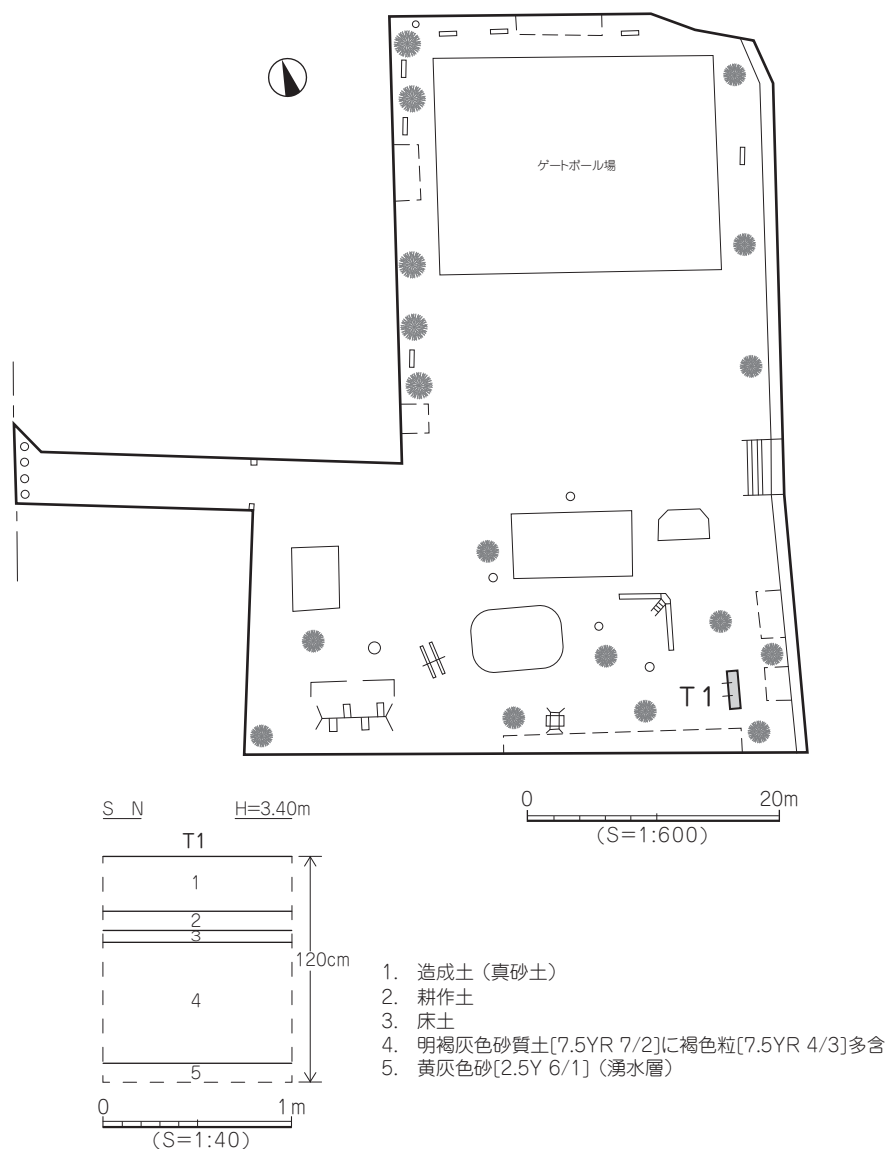 ゲートボール場
T1
0 20m
(S=1:600)
S N H=3.40m
T1
1
2
3
4
5
120cm
0 1m
(S=1:40)
1. 造成土（真砂土）
2. 耕作土
3. 床土
4. 明褐灰色砂質土[7.5YR 7/2]に褐色粒[7.5YR 4/3]多含
5. 黄灰色砂[2.5Y 6/1]（湧水層）